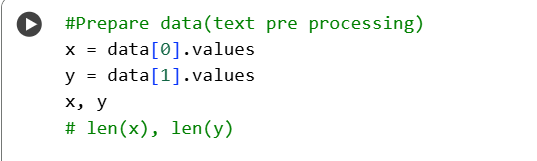 #Prepare data(text pre processing)
x = data[0].values
y = data[1].values
x, y
# len(x), len(y)